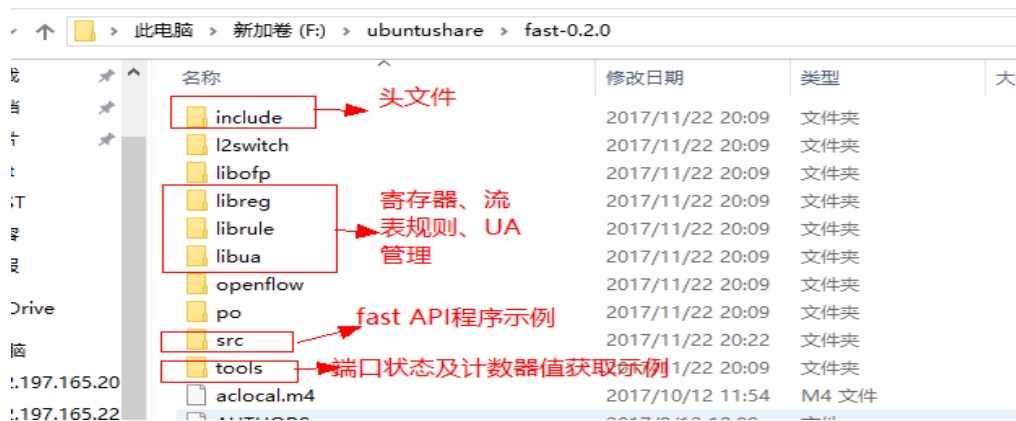 此电脑 > 新加卷 (F:) > ubuntushare > fast-0.2.0
名称 修改日期 类型
头文件
include 2017/11/22 20:09 文件夹
l2switch 2017/11/22 20:09 文件夹
libofp 2017/11/22 20:09 文件夹
libreg 2017/11/22 20:09 文件夹
librule 2017/11/22 20:09 文件夹
libua 2017/11/22 20:09 文件夹
寄存器、流
表规则、UA
管理
openflow 2017/11/22 20:09 文件夹
po 2017/11/22 20:09 文件夹
fast API程序示例
src 2017/11/22 20:22 文件夹
tools 2017/11/22 20:09 文件夹
端口状态及计数器值获取示例
aclocal.m4 2017/10/12 11:54 M4 文件
Drive
.197.165.20
.197.165.22